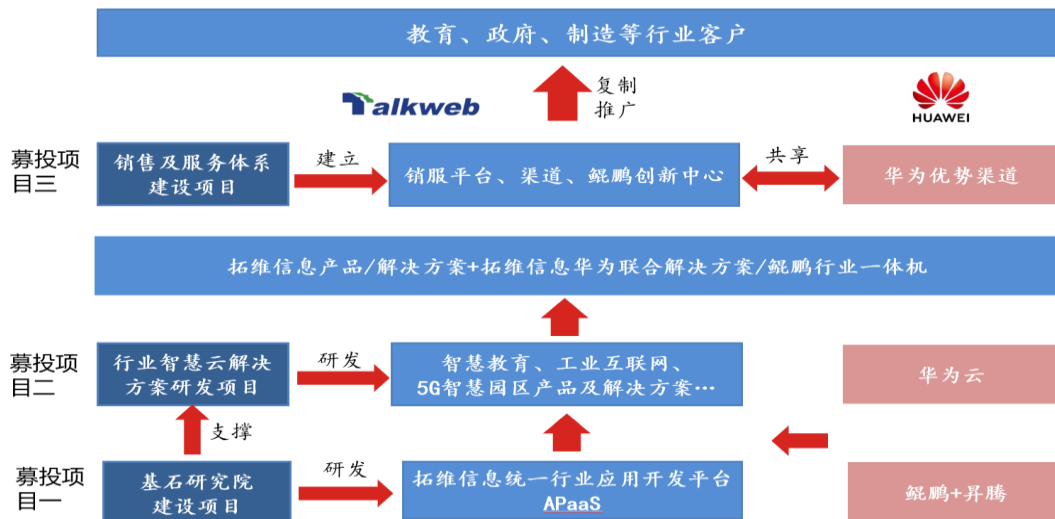 教育、政府、制造等行业客户
Talkweb
复制
推广
HUAWEI
募投项
目三
销售及服务体系
建设项目
建立
销服平台、渠道、鲲鹏创新中心
共享
华为优势渠道
拓维信息产品/解决方案+拓维信息华为联合解决方案/鲲鹏行业一体机
募投项
目二
行业智慧云解决
方案研发项目
研发
智慧教育、工业互联网、
5G智慧园区产品及解决方案…
华为云
支撑
募投项
目一
基石研究院
建设项目
研发
拓维信息统一行业应用开发平台
APaaS
鲲鹏+昇腾